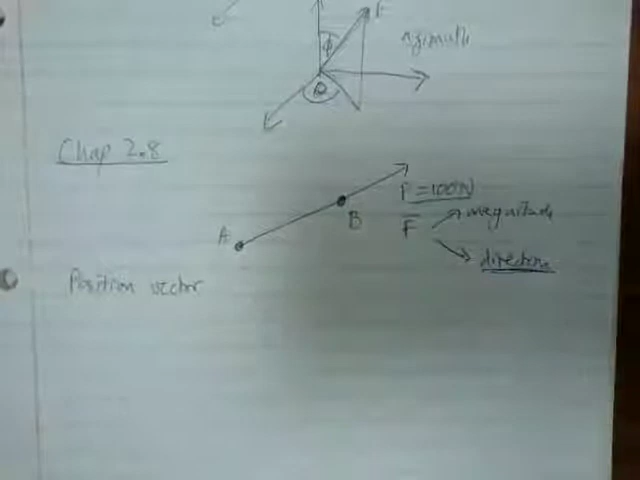 F
φ
azimuth
θ
Chap 2.8
F = 100N
B
magnitude
A
F
direction
Position vector